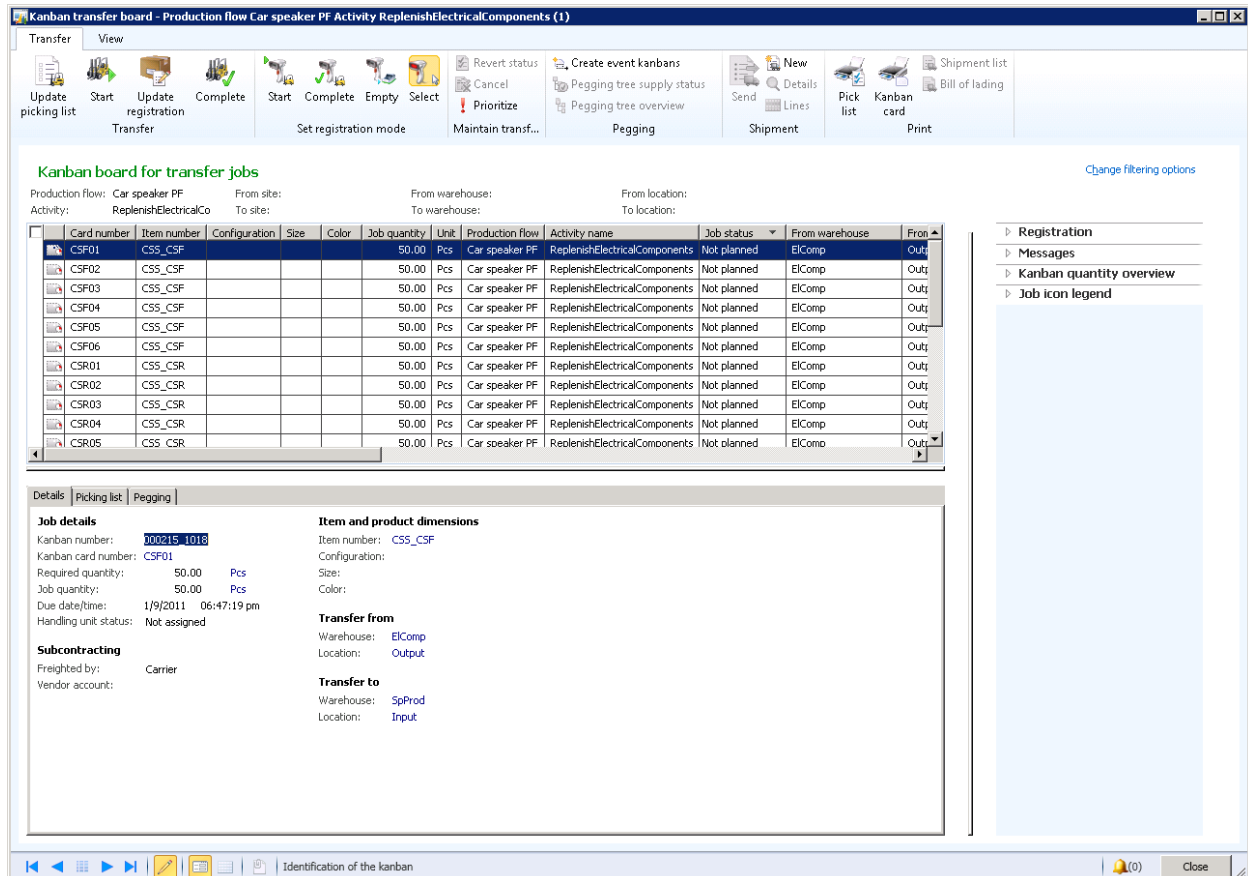 Kanban transfer board - Production flow Car speaker PF Activity ReplenishElectricalComponents (1)
Transfer View
Update picking list Start Update registration Complete Start Complete Empty Select Revert status Cancel Prioritize Create event kanbans Pegging tree supply status Pegging tree overview Send New Details Lines Pick list Kanban card Shipment list Bill of lading
Transfer Set registration mode Maintain transf... Pegging Shipment Print
Kanban board for transfer jobs Change filtering options
Production flow: Car speaker PF From site: From warehouse: From location:
Activity: ReplenishElectricalCo To site: To warehouse: To location:
Card number Item number Configuration Size Color Job quantity Unit Production flow Activity name Job status From warehouse Fron
CSF01 CSS_CSF 50.00 Pcs Car speaker PF ReplenishElectricalComponents Not planned ElComp Outp
CSF02 CSS_CSF 50.00 Pcs Car speaker PF ReplenishElectricalComponents Not planned ElComp Outp
CSF03 CSS_CSF 50.00 Pcs Car speaker PF ReplenishElectricalComponents Not planned ElComp Outp
CSF04 CSS_CSF 50.00 Pcs Car speaker PF ReplenishElectricalComponents Not planned ElComp Outp
CSF05 CSS_CSF 50.00 Pcs Car speaker PF ReplenishElectricalComponents Not planned ElComp Outp
CSF06 CSS_CSF 50.00 Pcs Car speaker PF ReplenishElectricalComponents Not planned ElComp Outp
CSR01 CSS_CSR 50.00 Pcs Car speaker PF ReplenishElectricalComponents Not planned ElComp Outp
CSR02 CSS_CSR 50.00 Pcs Car speaker PF ReplenishElectricalComponents Not planned ElComp Outp
CSR03 CSS_CSR 50.00 Pcs Car speaker PF ReplenishElectricalComponents Not planned ElComp Outp
CSR04 CSS_CSR 50.00 Pcs Car speaker PF ReplenishElectricalComponents Not planned ElComp Outp
CSR05 CSS_CSR 50.00 Pcs Car speaker PF ReplenishElectricalComponents Not planned ElComp Outp
Registration
Messages
Kanban quantity overview
Job icon legend
Details Picking list Pegging
Job details
Kanban number: 000215_1018
Kanban card number: CSF01
Required quantity: 50.00 Pcs
Job quantity: 50.00 Pcs
Due date/time: 1/9/2011 06:47:19 pm
Handling unit status: Not assigned
Subcontracting
Freighted by: Carrier
Vendor account:
Item and product dimensions
Item number: CSS_CSF
Configuration:
Size:
Color:
Transfer from
Warehouse: ElComp
Location: Output
Transfer to
Warehouse: SpProd
Location: Input
Identification of the kanban (0) Close